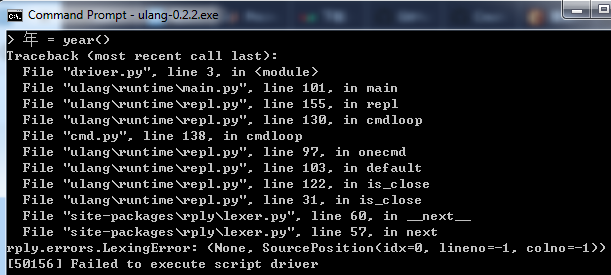 Command Prompt - ulang-0.2.2.exe
> 年 = year()
Traceback (most recent call last):
  File "driver.py", line 3, in <module>
  File "ulang\runtime\main.py", line 101, in main
  File "ulang\runtime\repl.py", line 155, in repl
  File "ulang\runtime\repl.py", line 130, in cmdloop
  File "cmd.py", line 138, in cmdloop
  File "ulang\runtime\repl.py", line 97, in onecmd
  File "ulang\runtime\repl.py", line 103, in default
  File "ulang\runtime\repl.py", line 122, in is_close
  File "ulang\runtime\repl.py", line 31, in is_close
  File "site-packages\rply\lexer.py", line 60, in __next__
  File "site-packages\rply\lexer.py", line 57, in next
rply.errors.LexingError: (None, SourcePosition(idx=0, lineno=-1, colno=-1))
[50156] Failed to execute script driver